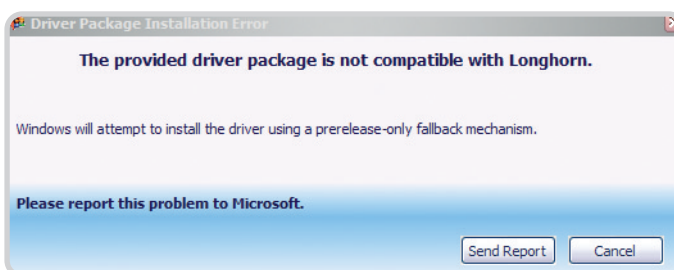 Driver Package Installation Error
The provided driver package is not compatible with Longhorn.
Windows will attempt to install the driver using a prerelease-only fallback mechanism.
Please report this problem to Microsoft.
Send Report Cancel